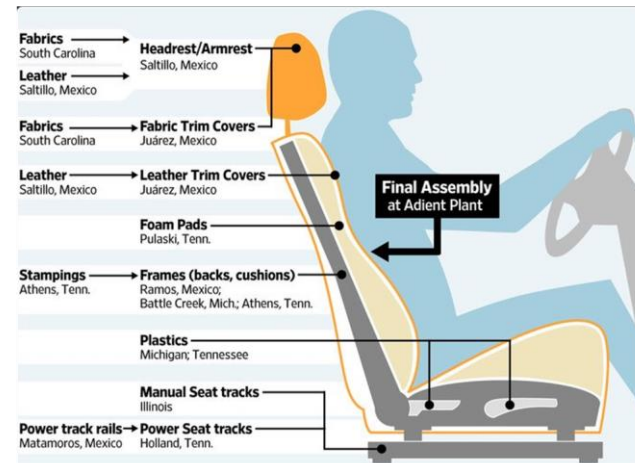 Fabrics
South Carolina
Headrest/Armrest
Saltillo, Mexico
Leather
Saltillo, Mexico
Fabrics
South Carolina
Fabric Trim Covers
Juárez, Mexico
Leather
Saltillo, Mexico
Leather Trim Covers
Juárez, Mexico
Final Assembly
at Adient Plant
Foam Pads
Pulaski, Tenn.
Stampings
Athens, Tenn.
Frames (backs, cushions)
Ramos, Mexico;
Battle Creek, Mich.; Athens, Tenn.
Plastics
Michigan; Tennessee
Manual Seat tracks
Illinois
Power track rails
Matamoros, Mexico
Power Seat tracks
Holland, Tenn.